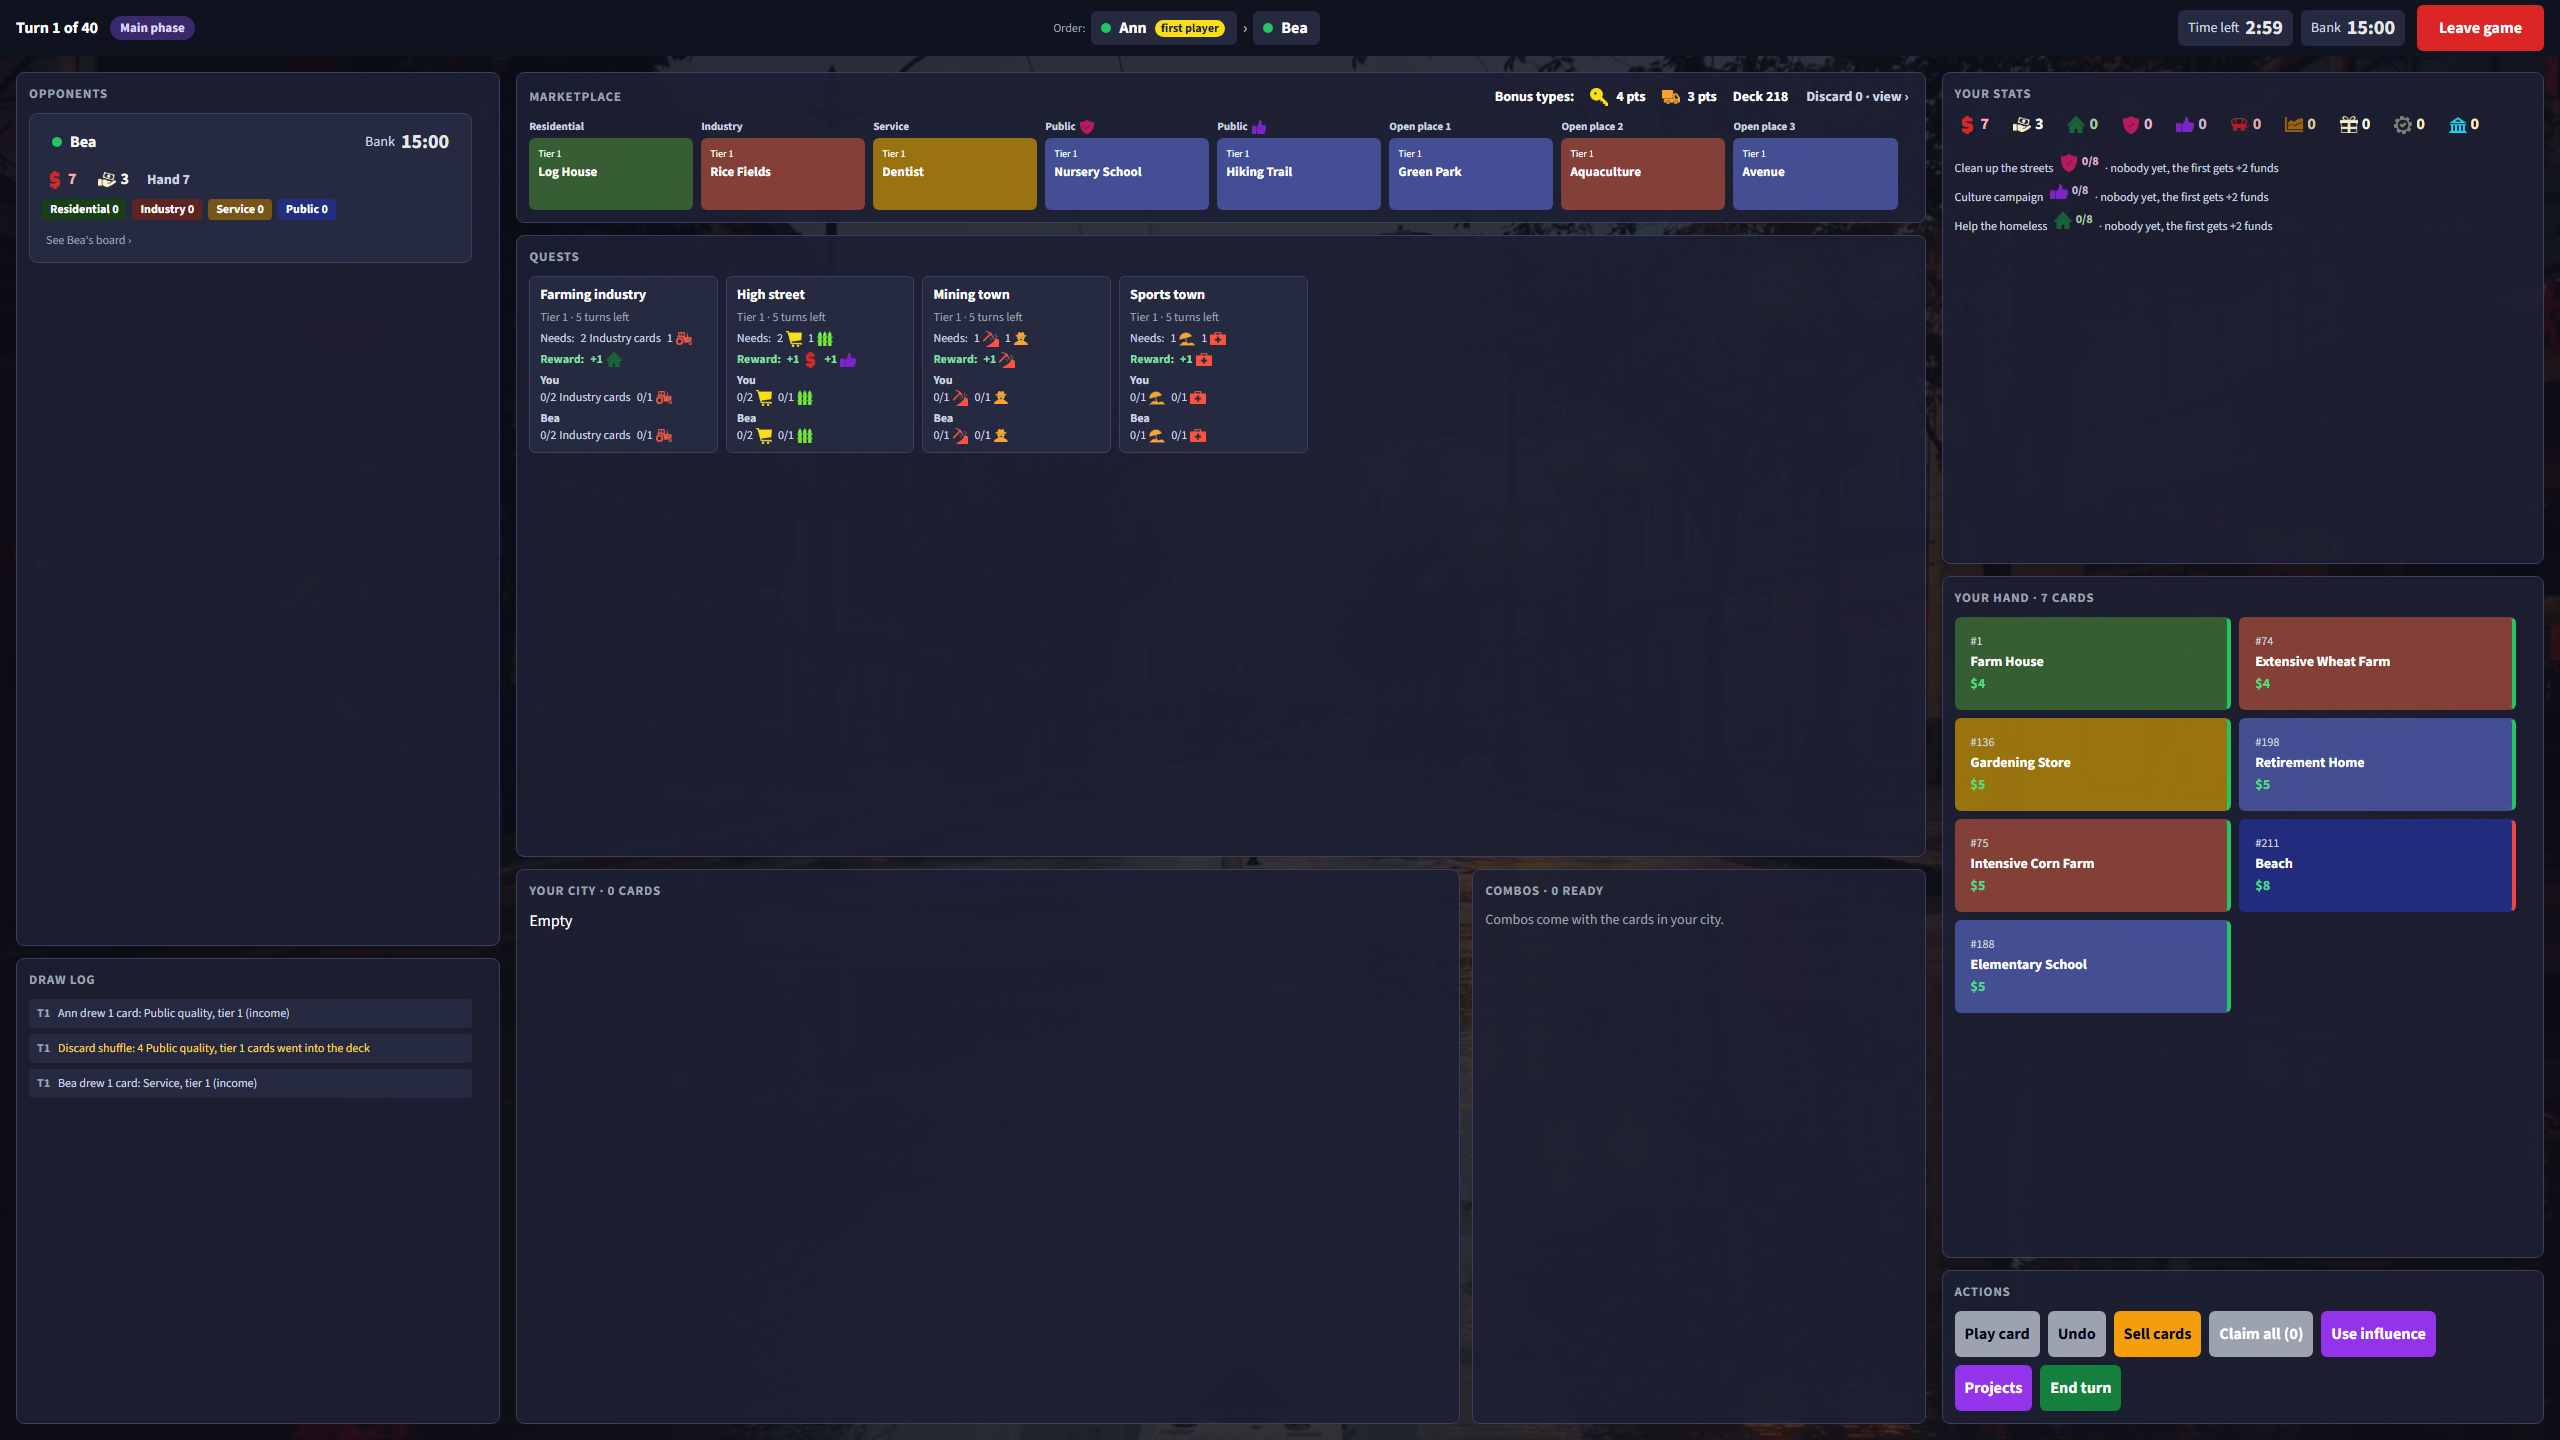 Turn 1 of 40
Main phase
Order:
Ann
first player
›
Bea
Time left 2:59
Bank 15:00
Leave game
OPPONENTS
Bea
Bank 15:00
7 3 Hand 7
Residential 0
Industry 0
Service 0
Public 0
See Bea's board ›
DRAW LOG
T1 Ann drew 1 card: Public quality, tier 1 (income)
T1 Discard shuffle: 4 Public quality, tier 1 cards went into the deck
T1 Bea drew 1 card: Service, tier 1 (income)
MARKETPLACE
Bonus types: 4 pts 3 pts Deck 218 Discard 0 · view ›
Residential
Tier 1
Log House
Industry
Tier 1
Rice Fields
Service
Tier 1
Dentist
Public
Tier 1
Nursery School
Public
Tier 1
Hiking Trail
Open place 1
Tier 1
Green Park
Open place 2
Tier 1
Aquaculture
Open place 3
Tier 1
Avenue
QUESTS
Farming industry
Tier 1 · 5 turns left
Needs: 2 Industry cards 1
Reward: +1
You
0/2 Industry cards 0/1
Bea
0/2 Industry cards 0/1
High street
Tier 1 · 5 turns left
Needs: 2 1
Reward: +1 +1
You
0/2 0/1
Bea
0/2 0/1
Mining town
Tier 1 · 5 turns left
Needs: 1 1
Reward: +1
You
0/1 0/1
Bea
0/1 0/1
Sports town
Tier 1 · 5 turns left
Needs: 1 1
Reward: +1
You
0/1 0/1
Bea
0/1 0/1
YOUR CITY · 0 CARDS
Empty
COMBOS · 0 READY
Combos come with the cards in your city.
YOUR STATS
7 3 0 0 0 0 0 0 0 0
Clean up the streets 0/8 · nobody yet, the first gets +2 funds
Culture campaign 0/8 · nobody yet, the first gets +2 funds
Help the homeless 0/8 · nobody yet, the first gets +2 funds
YOUR HAND · 7 CARDS
#1
Farm House
$4
#74
Extensive Wheat Farm
$4
#136
Gardening Store
$5
#198
Retirement Home
$5
#75
Intensive Corn Farm
$5
#211
Beach
$8
#188
Elementary School
$5
ACTIONS
Play card
Undo
Sell cards
Claim all (0)
Use influence
Projects
End turn